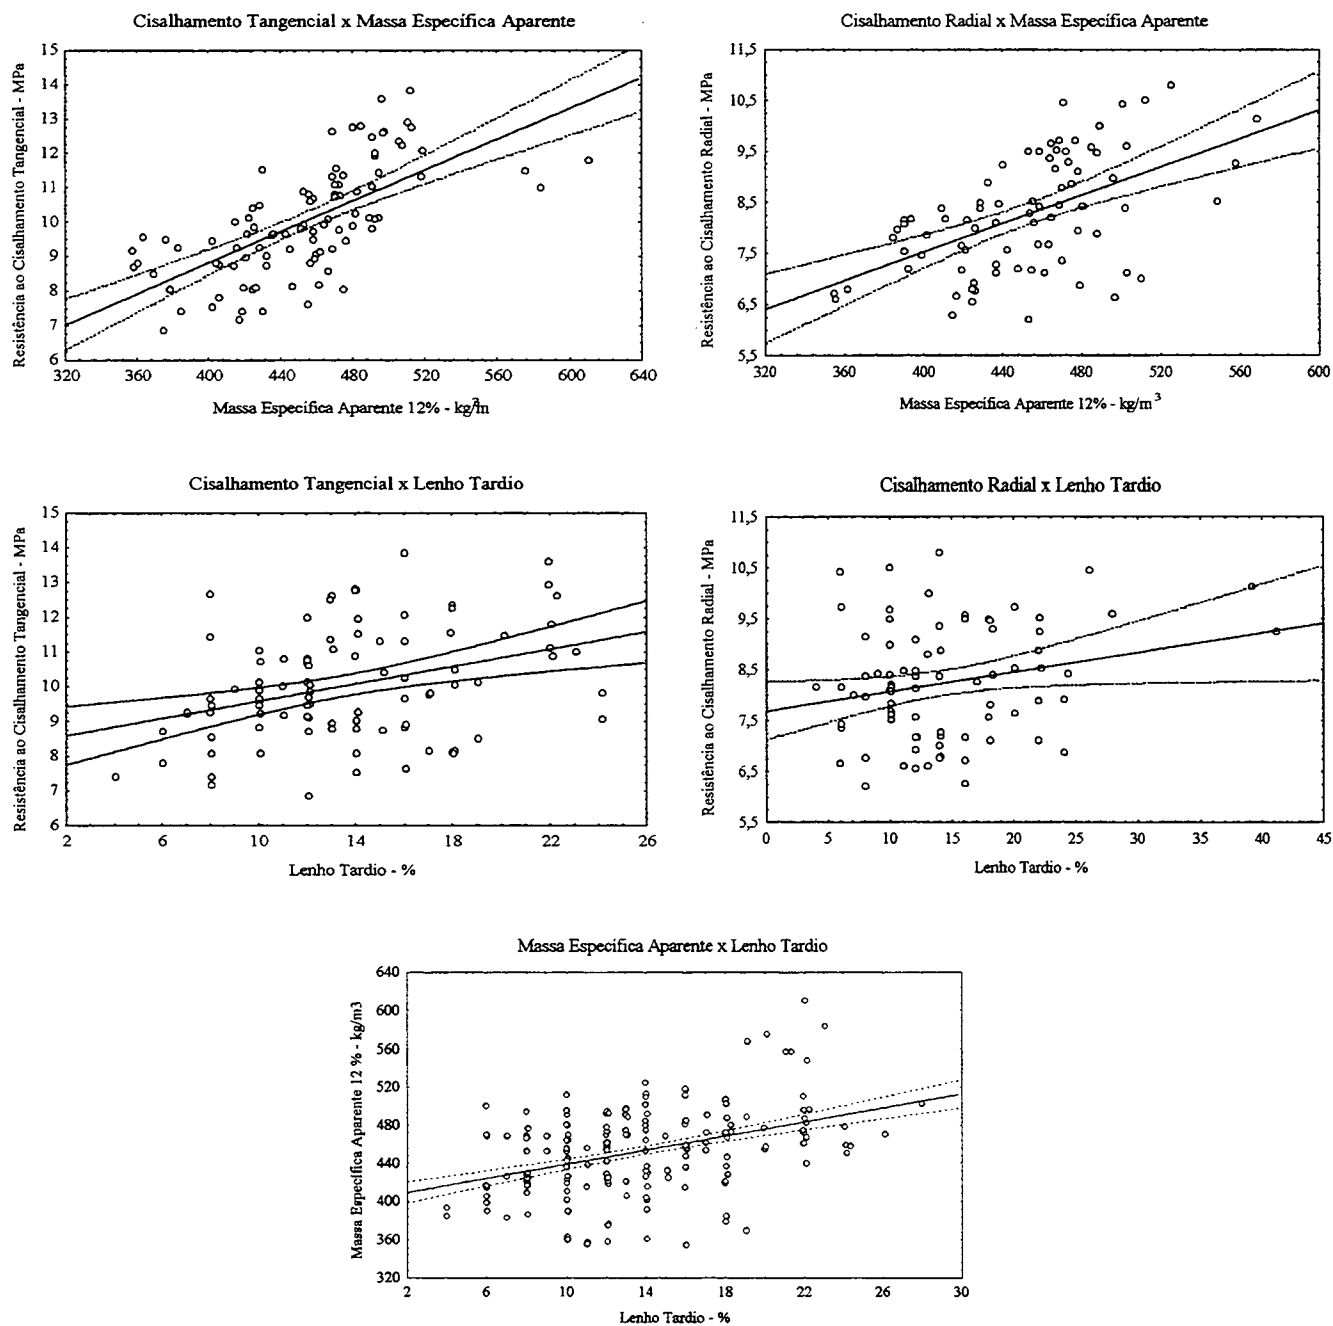 Cisalhamento Tangencial x Massa Específica Aparente
Resistência ao Cisalhamento Tangencial - MPa
15
14
13
12
11
10
9
8
7
6
320 360 400 440 480 520 560 600 640
Massa Específica Aparente 12% - kg/m3
Cisalhamento Radial x Massa Específica Aparente
Resistência ao Cisalhamento Radial - MPa
11,5
10,5
9,5
8,5
7,5
6,5
5,5
320 360 400 440 480 520 560 600
Massa Específica Aparente 12% - kg/m 3
Cisalhamento Tangencial x Lenho Tardio
Resistência ao Cisalhamento Tangencial - MPa
15
14
13
12
11
10
9
8
7
6
2 6 10 14 18 22 26
Lenho Tardio - %
Cisalhamento Radial x Lenho Tardio
Resistência ao Cisalhamento Radial - MPa
11,5
10,5
9,5
8,5
7,5
6,5
5,5
0 5 10 15 20 25 30 35 40 45
Lenho Tardio - %
Massa Específica Aparente x Lenho Tardio
Massa Específica Aparente 12 % - kg/m3
640
600
560
520
480
440
400
360
320
2 6 10 14 18 22 26 30
Lenho Tardio - %